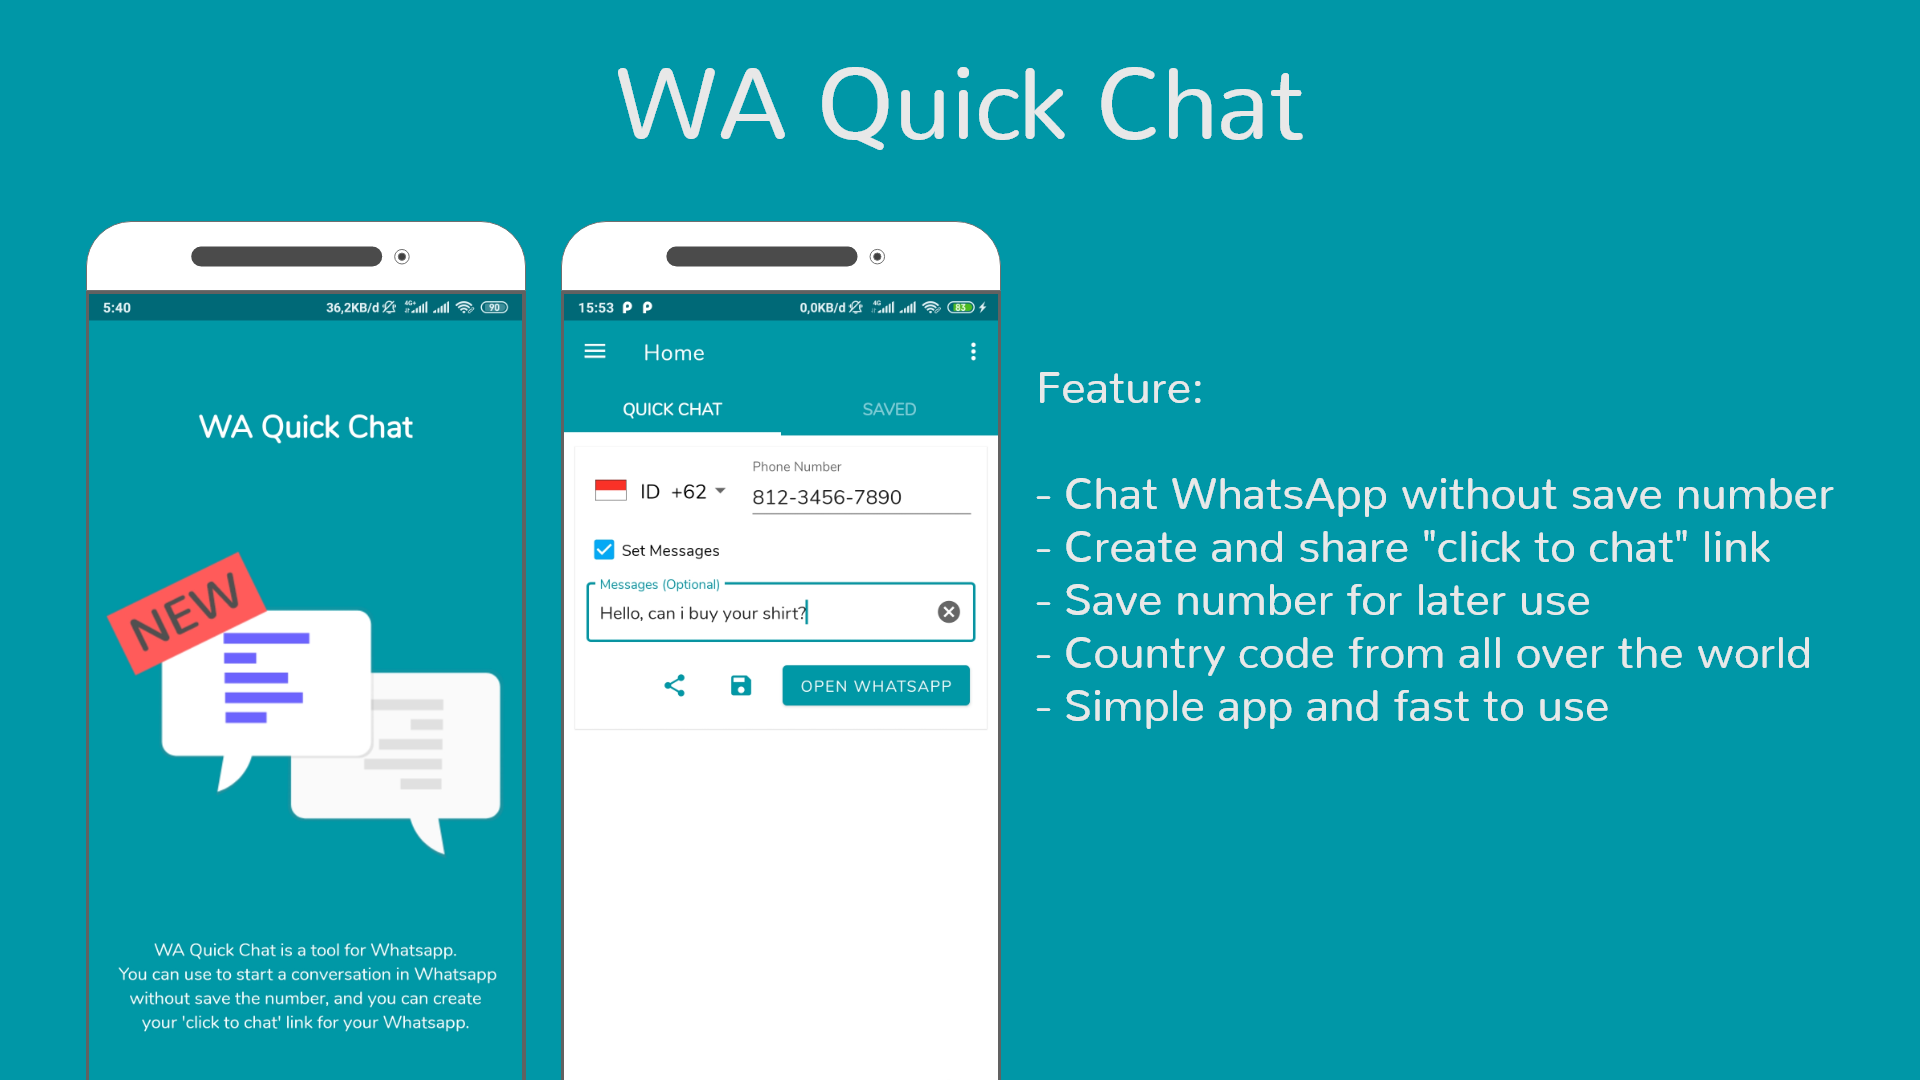 WA Quick Chat
5:40
36,2KB/d
4G+
90
WA Quick Chat
NEW
WA Quick Chat is a tool for Whatsapp.
You can use to start a conversation in Whatsapp
without save the number, and you can create
your 'click to chat' link for your Whatsapp.
15:53
0,0KB/d
4G
83
Home
QUICK CHAT
SAVED
ID +62
Phone Number
812-3456-7890
Set Messages
Messages (Optional)
Hello, can i buy your shirt?
OPEN WHATSAPP
Feature:
- Chat WhatsApp without save number
- Create and share "click to chat" link
- Save number for later use
- Country code from all over the world
- Simple app and fast to use